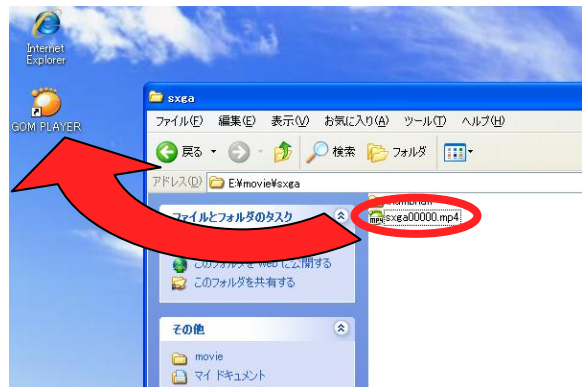 Internet
Explorer
GOM PLAYER
sxga
ファイル(F) 編集(E) 表示(V) お気に入り(A) ツール(T) ヘルプ(H)
戻る 検索 フォルダ
アドレス(D) E:¥movie¥sxga
ファイルとフォルダのタスク
sxga00000.mp4
このフォルダを Web に公開する
このフォルダを共有する
その他
movie
マイ ドキュメント